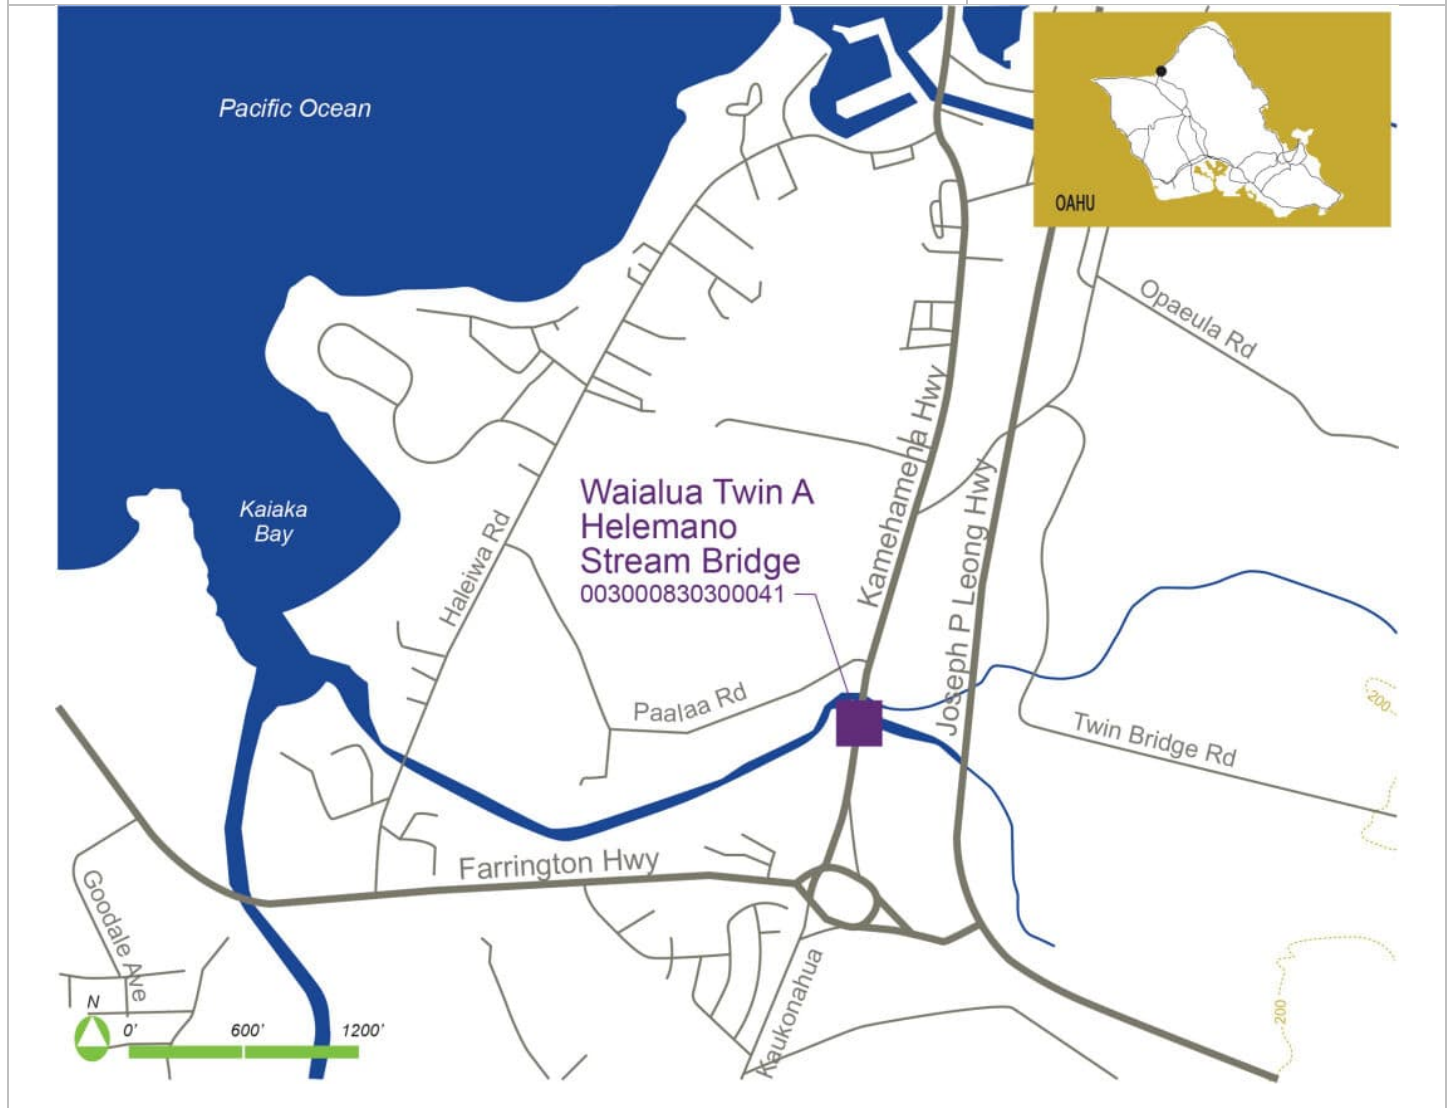 Pacific Ocean
OAHU
Opaeula Rd
Kamehameha Hwy
Kaiaka
Bay
Waialua Twin A
Helemano
Stream Bridge
003000830300041
Haleiwa Rd
Joseph P Leong Hwy
Paalaa Rd
200
Twin Bridge Rd
Farrington Hwy
Goodale Ave
Kaukonahua
200
N
0' 600' 1200'